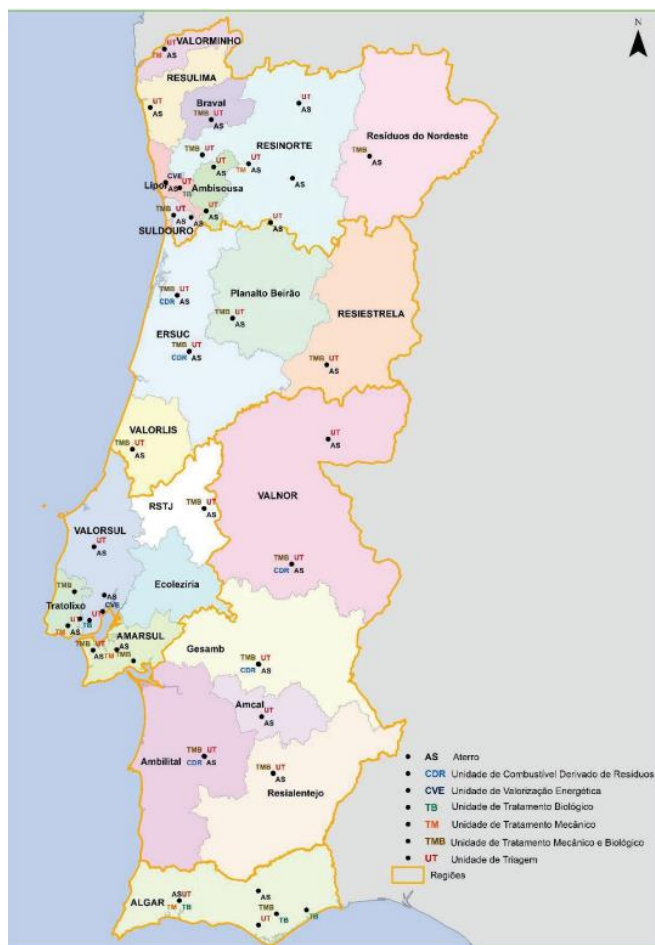 N
VALORMINHO
UT
TM AS
RESULIMA
UT
AS
Braval
TMB UT
AS
UT
AS
RESINORTE
Resíduos do Nordeste
TMB
AS
TMB UT
AS
UT
AS
UT
TM AS
AS
CVE
Lipor
AS UT
TB
Ambisousa
UT
AS
TMB UT
AS
AS
SULDOURO
UT
AS
TMB UT
CDR AS
Planalto Beirão
TMB UT
AS
RESIESTRELA
ERSUC
TMB UT
CDR AS
TMB UT
AS
VALORLIS
TMB UT
AS
UT
AS
VALNOR
RSTJ
TMB UT
AS
VALORSUL
UT
AS
TMB UT
CDR AS
Ecolezíria
TMB
AS
CVE
Tratolixo
UT
UT
TB
TM AS
AMARSUL
TMB UT
AS
AS
TM
TMB
Gesamb
TMB UT
CDR AS
Amcal
UT
AS
Ambilital
TMB UT
CDR AS
TMB UT
AS
Resialentejo
AS Aterro
CDR Unidade de Combustível Derivado de Resíduos
CVE Unidade de Valorização Energética
TB Unidade de Tratamento Biológico
TM Unidade de Tratamento Mecânico
TMB Unidade de Tratamento Mecânico e Biológico
UT Unidade de Triagem
Regiões
ALGAR
ASUT
TM TB
AS
TMB
UT
TB
TB